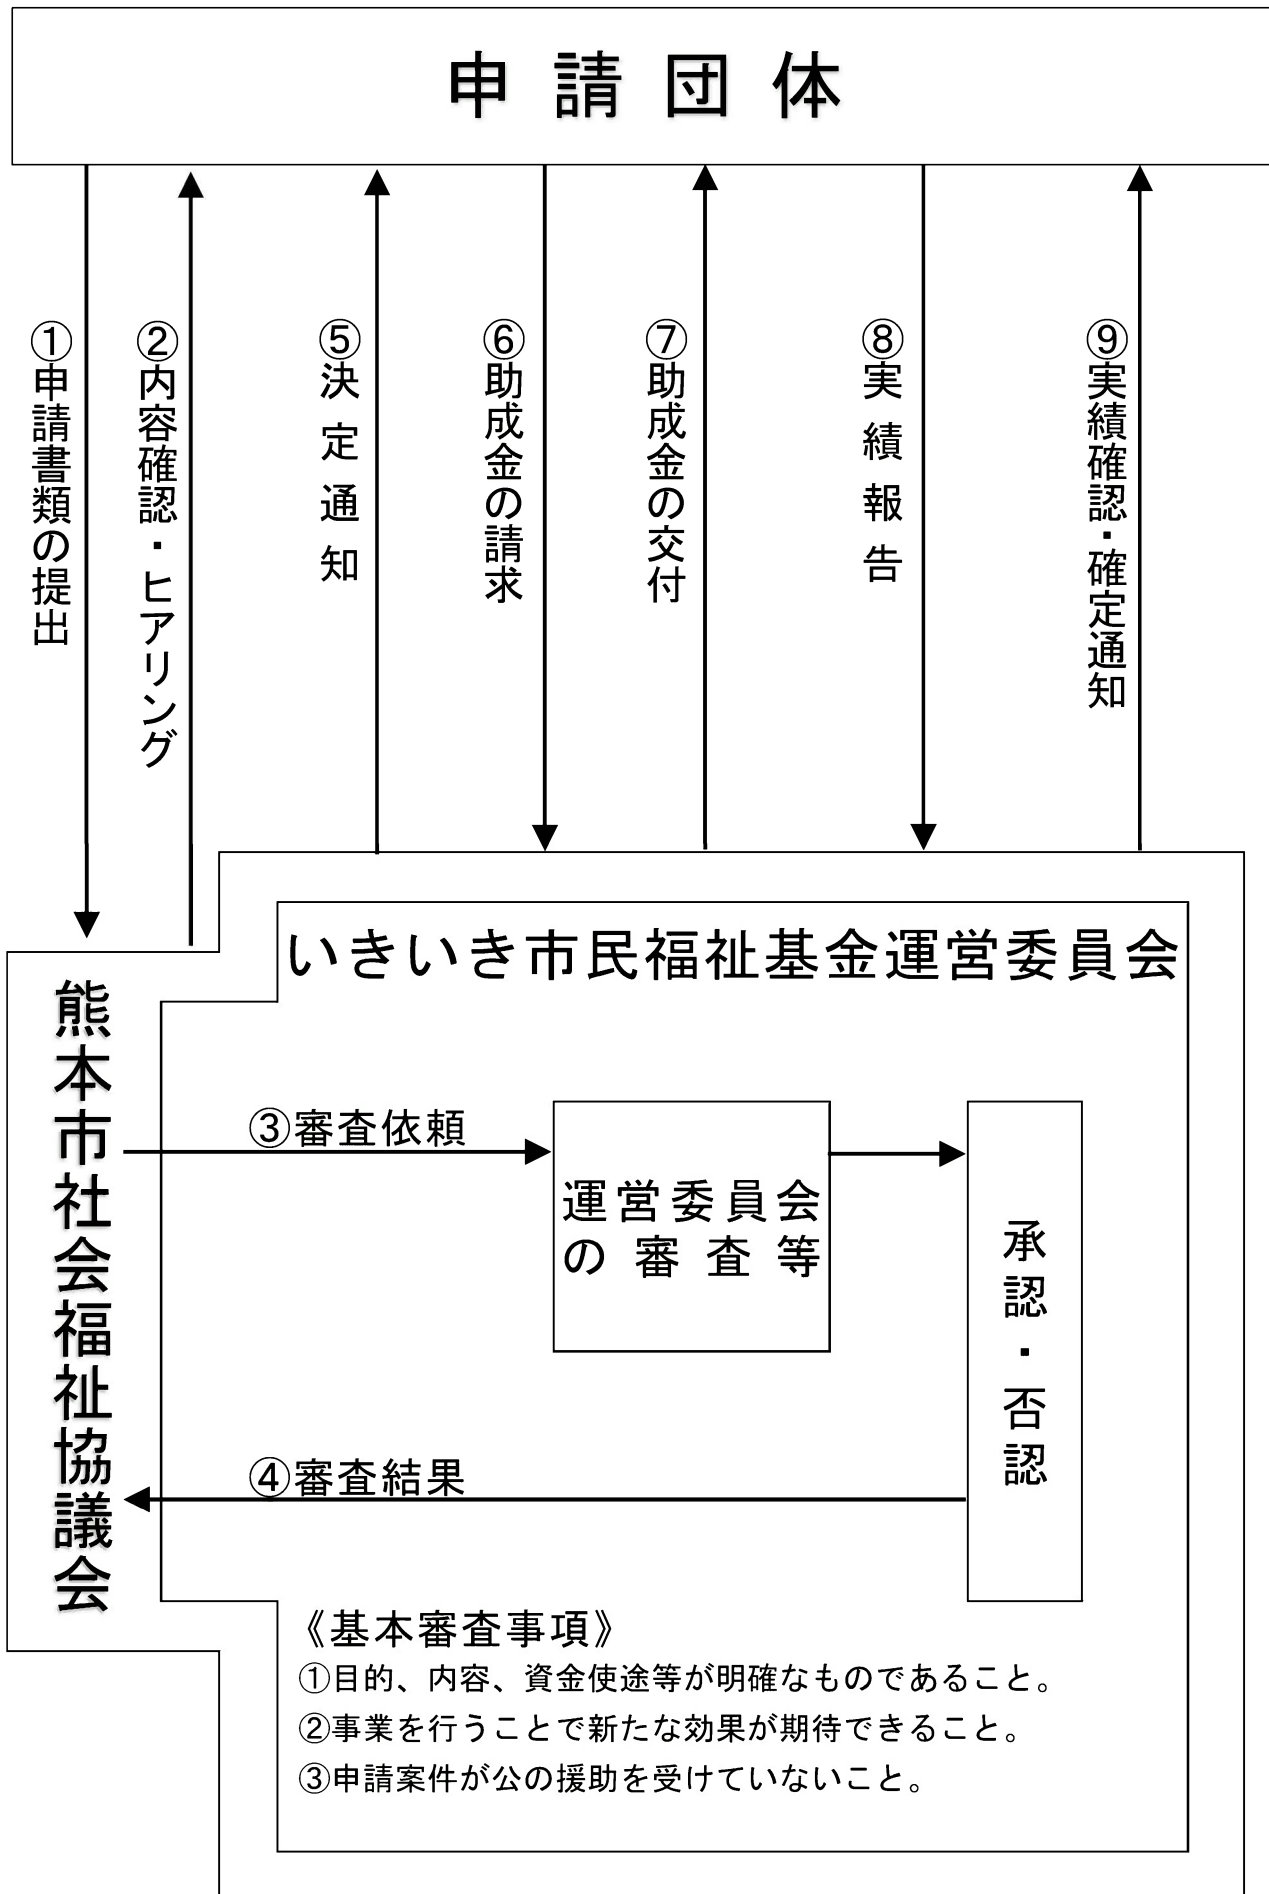 申請団体
①申請書類の提出
②内容確認・ヒアリング
⑤決定通知
⑥助成金の請求
⑦助成金の交付
⑧実績報告
⑨実績確認・確定通知
熊本市社会福祉協議会
いきいき市民福祉基金運営委員会
③審査依頼
運営委員会
の審査等
承認・否認
④審査結果
《基本審査事項》
①目的、内容、資金使途等が明確なものであること。
②事業を行うことで新たな効果が期待できること。
③申請案件が公の援助を受けていないこと。